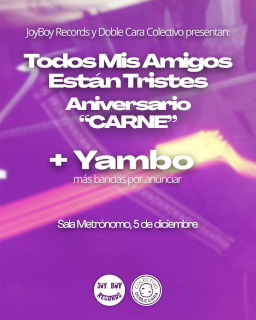 JoyBoy Records y Doble Cara Colectivo presentan:
Todos Mis Amigos
Están Tristes
Aniversario
“CARNE”
+ Yambo
más bandas por anunciar
Sala Metrónomo, 5 de diciembre
JOY BOY
RECORDS
COLECTIVO
DOBLE CARA